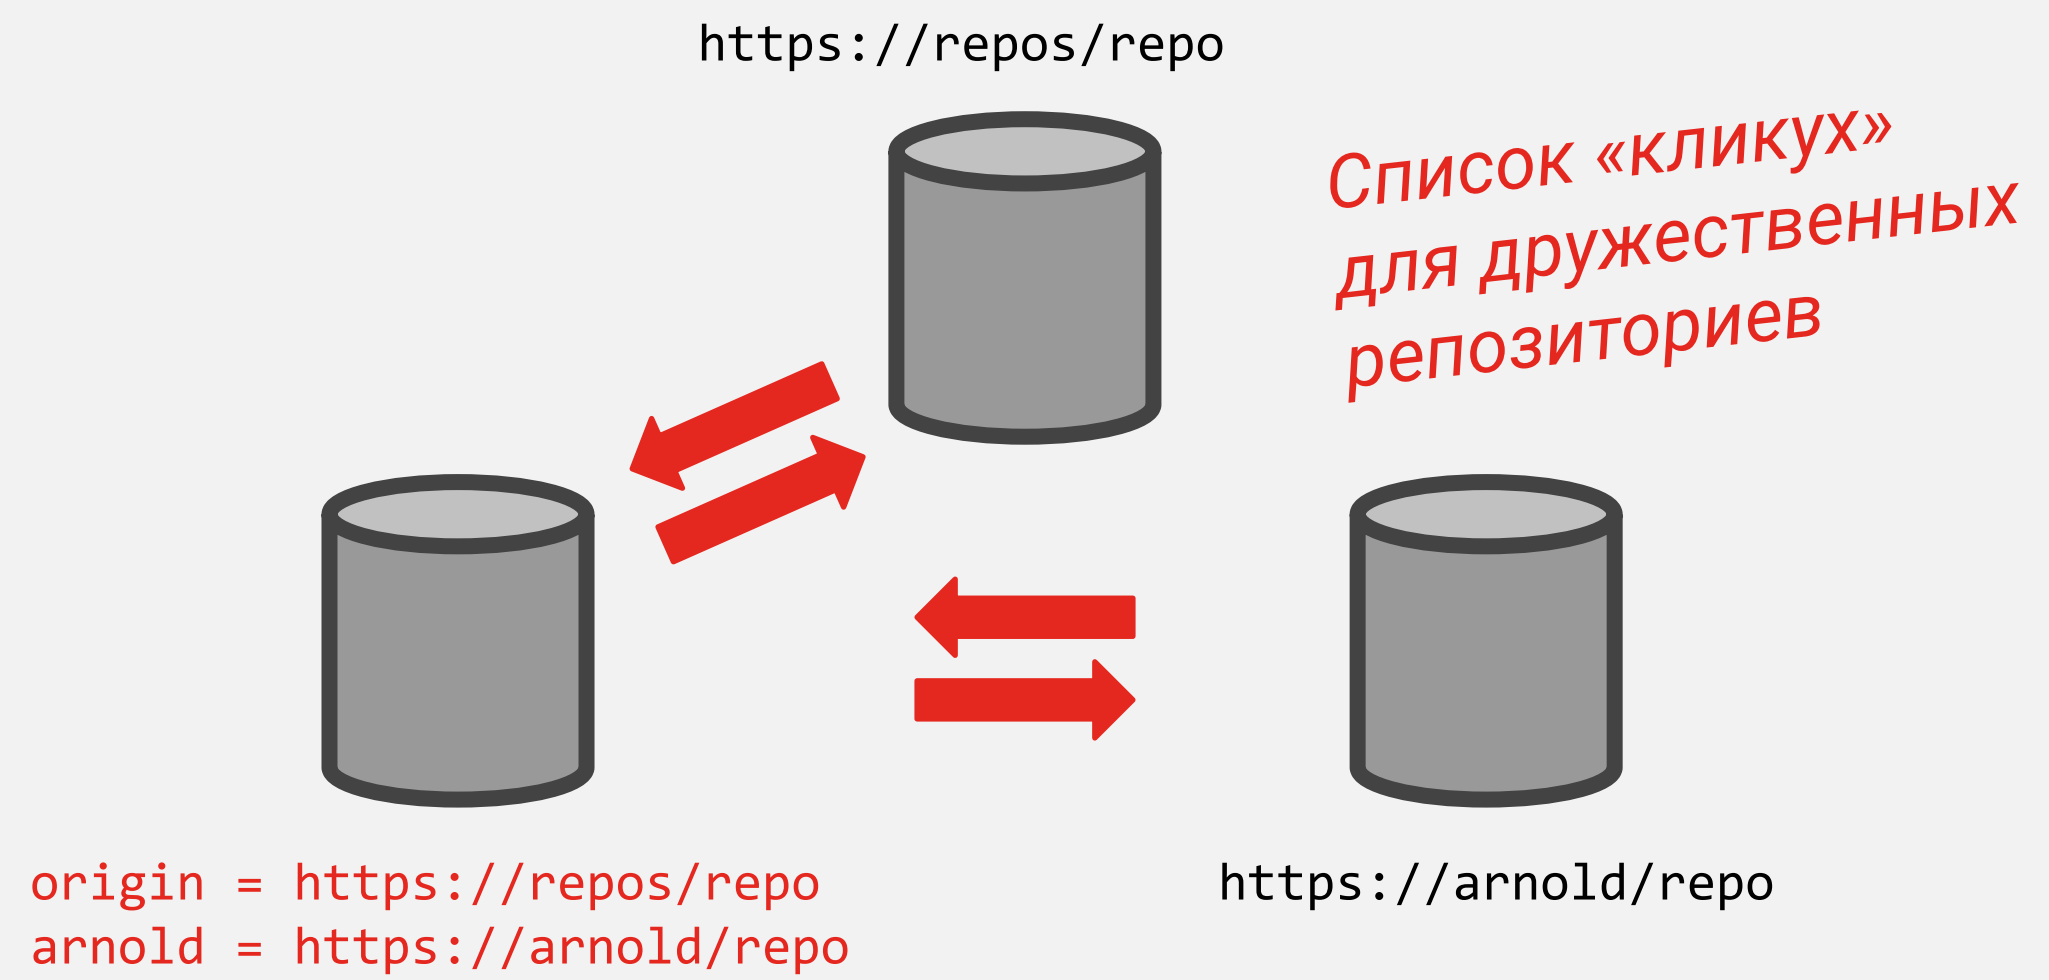 https://repos/repo
Список «кликух»
для дружественных
репозиториев
origin = https://repos/repo
arnold = https://arnold/repo
https://arnold/repo